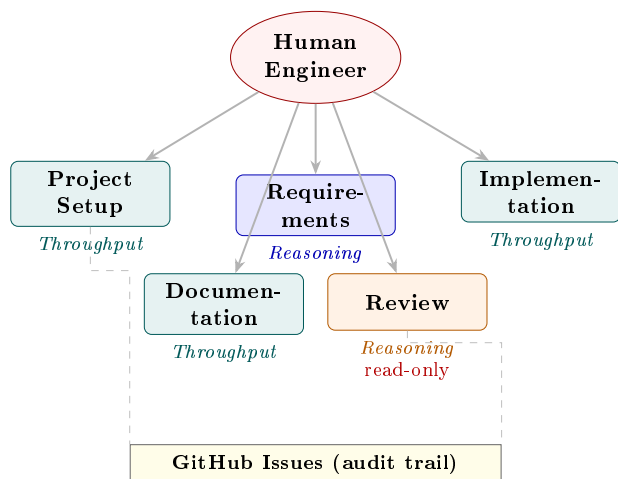 Human
Engineer
Project
Setup
Throughput
Require-
ments
Reasoning
Implemen-
tation
Throughput
Documen-
tation
Throughput
Review
Reasoning
read-only
GitHub Issues (audit trail)